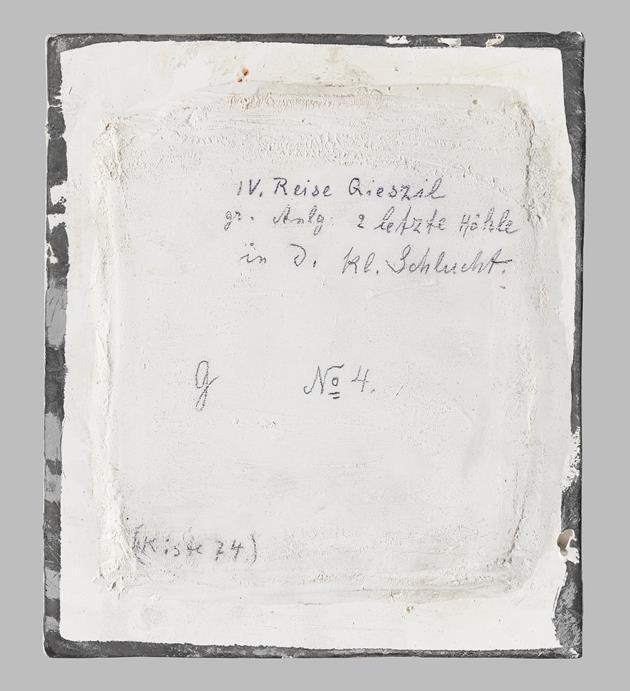 IV. Reise Qieszil
gr. Anlg. 2 letzte Höhle
in d. kl. Schlucht.
g No 4.
(Kiste 74.)